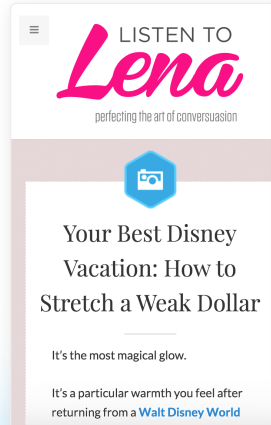 LISTEN TO
Lena
perfecting the art of conversuasion
Your Best Disney
Vacation: How to
Stretch a Weak Dollar
It's the most magical glow.
It's a particular warmth you feel after
returning from a Walt Disney World